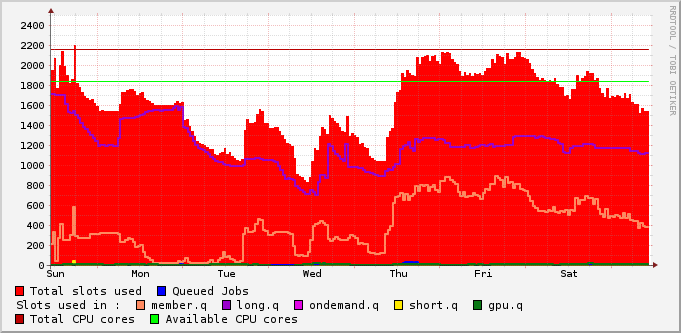 2400
2200
2000
1800
1600
1400
1200
1000
800
600
400
200
0
Sun Mon Tue Wed Thu Fri Sat
RRDTOOL / TOBI OETIKER
Total slots used Queued Jobs
Slots used in : member.q long.q ondemand.q short.q gpu.q
Total CPU cores Available CPU cores